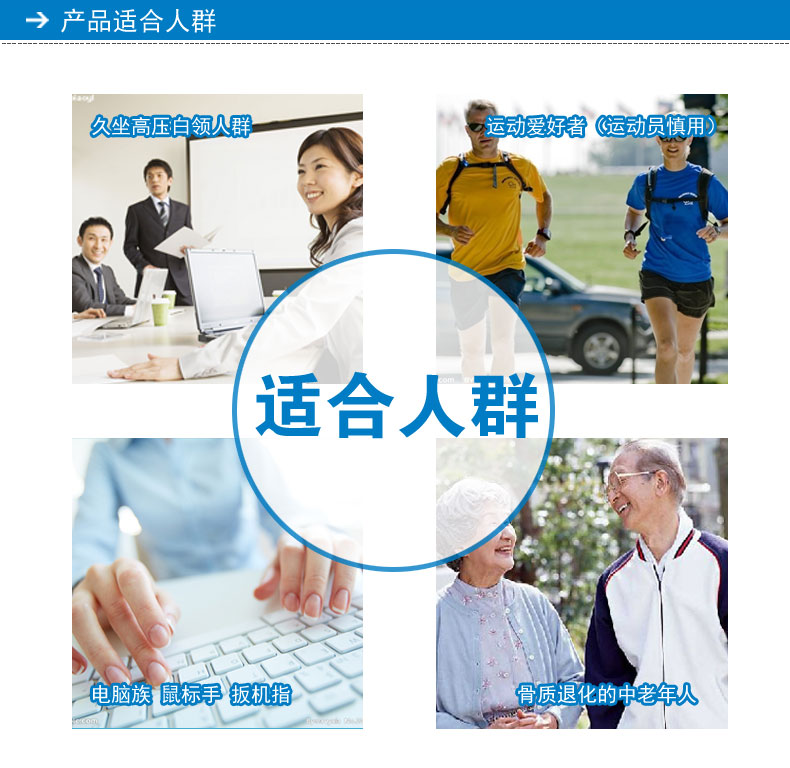 产品适合人群
久坐高压白领人群
运动爱好者（运动员慎用）
适合人群
电脑族 鼠标手 扳机指
骨质退化的中老年人